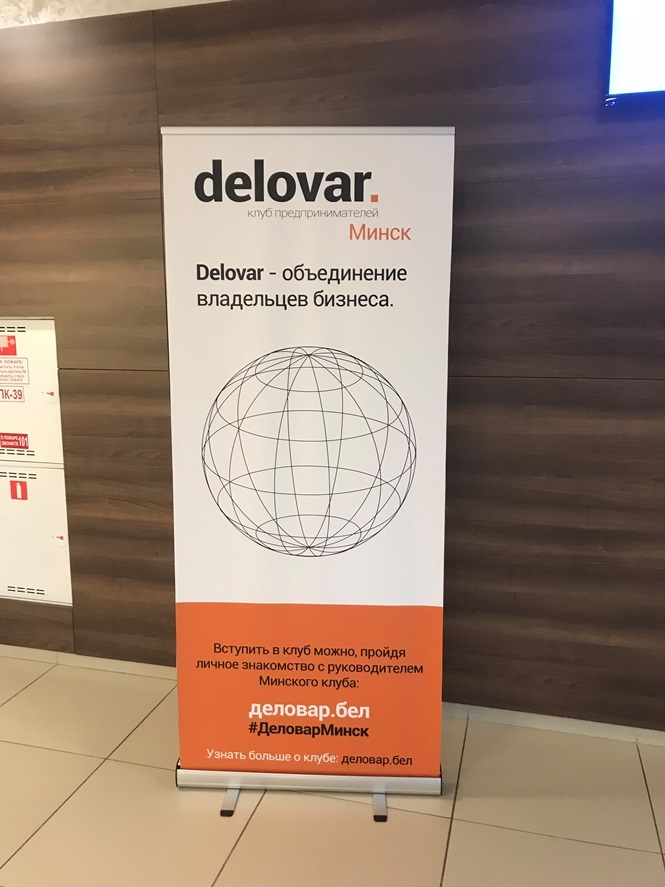 delovar.
клуб предпринимателей
Минск
Delovar - объединение
владельцев бизнеса.
Вступить в клуб можно, пройдя
личное знакомство с руководителем
Минского клуба:
деловар.бел
#ДеловарМинск
Узнать больше о клубе: деловар.бел
ПК-39
101